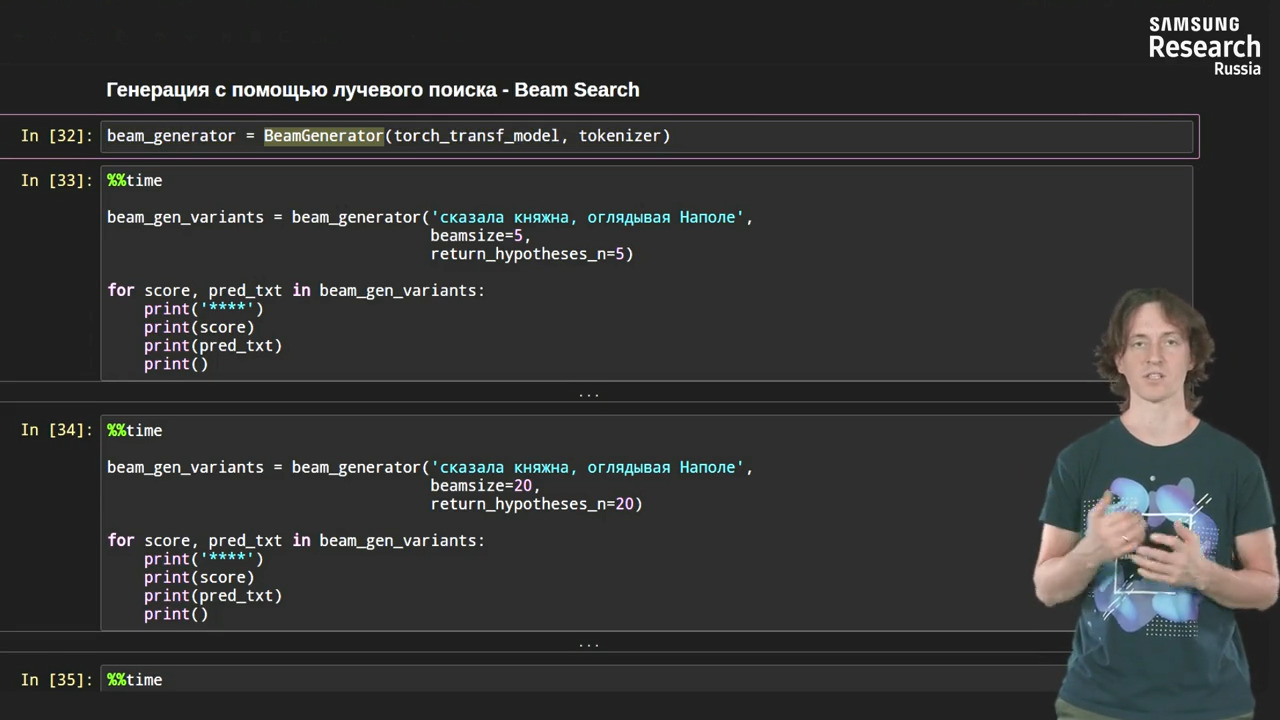 SAMSUNG
Research
Russia
Генерация с помощью лучевого поиска - Beam Search
In [32]: beam_generator = BeamGenerator(torch_transf_model, tokenizer)
In [33]: %%time
beam_gen_variants = beam_generator('сказала княжна, оглядывая Наполе',
beamsize=5,
return_hypotheses_n=5)
for score, pred_txt in beam_gen_variants:
print('****')
print(score)
print(pred_txt)
print()
...
In [34]: %%time
beam_gen_variants = beam_generator('сказала княжна, оглядывая Наполе',
beamsize=20,
return_hypotheses_n=20)
for score, pred_txt in beam_gen_variants:
print('****')
print(score)
print(pred_txt)
print()
...
In [35]: %%time